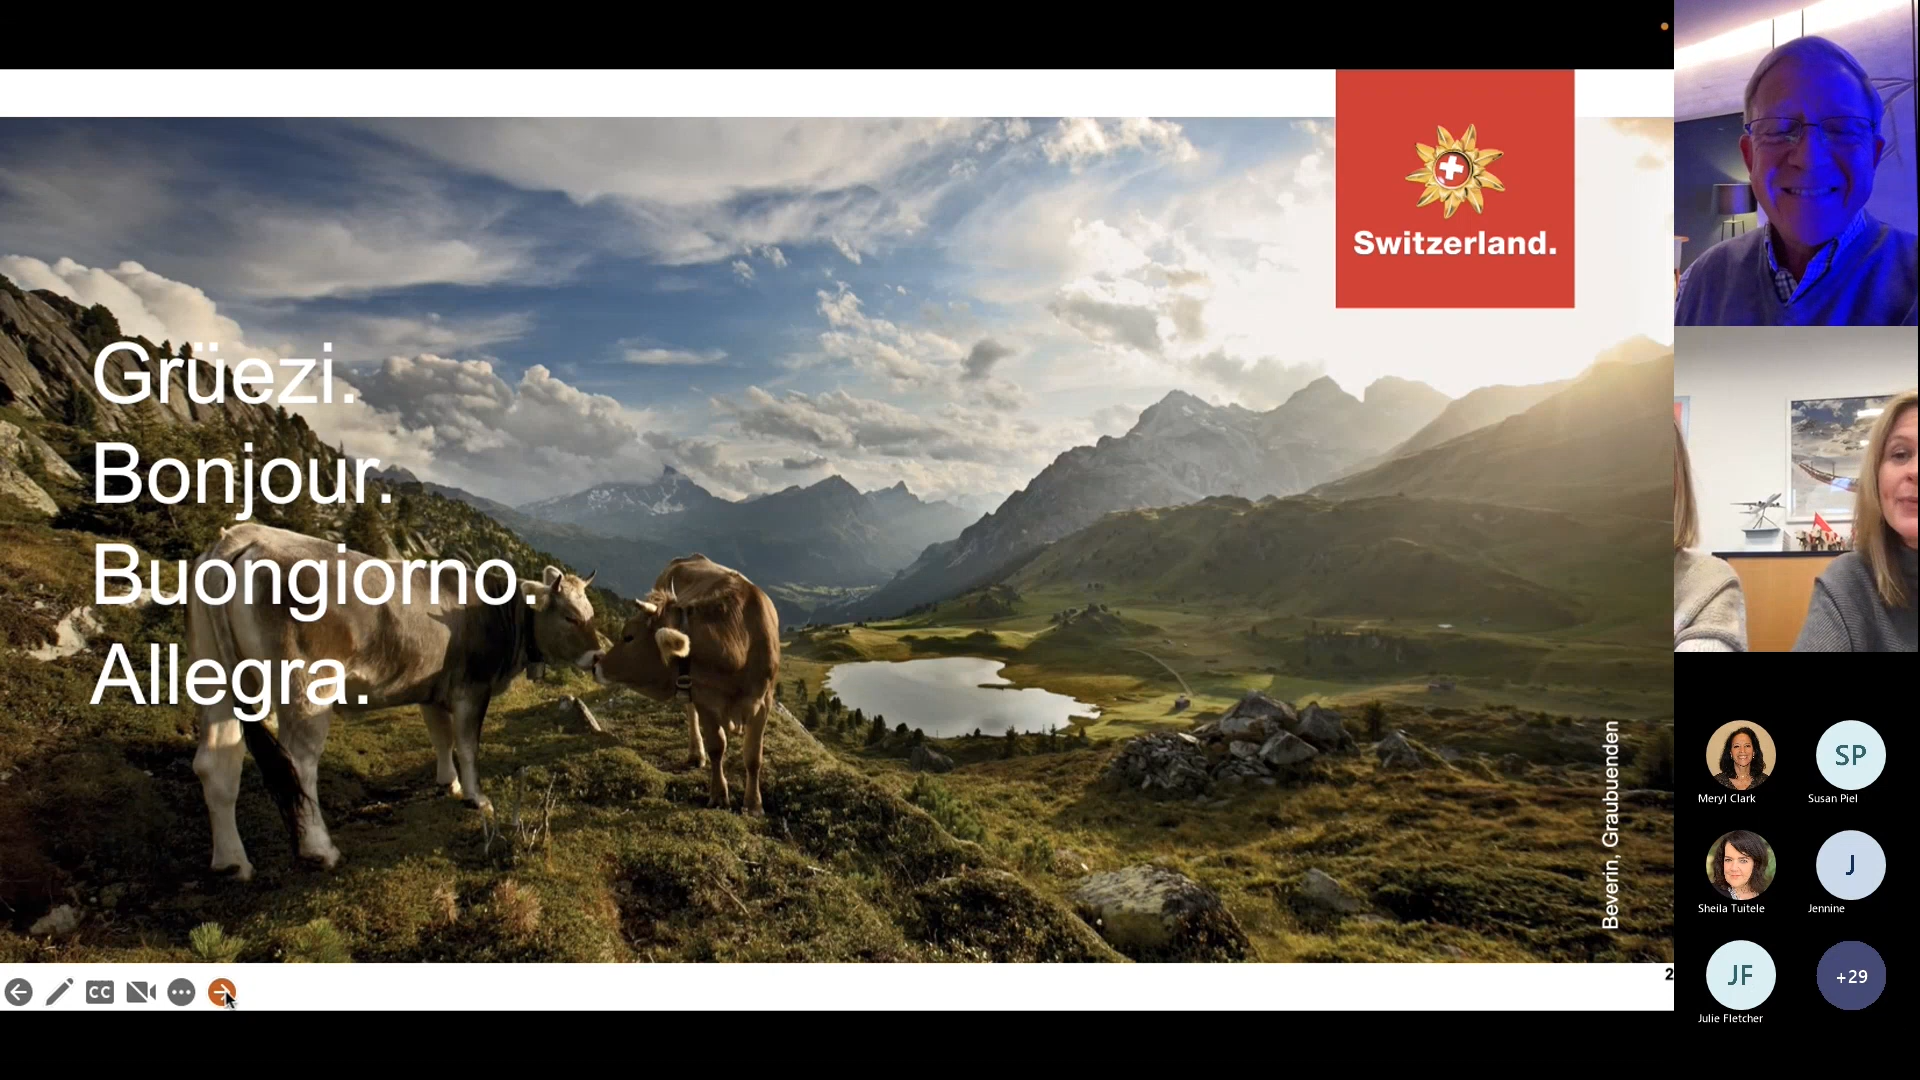 Switzerland.
Grüezi.
Bonjour.
Buongiorno.
Allegra.
Beverin, Graubuenden
2
CC
Meryl Clark
SP
Susan Piel
Sheila Tuitele
J
Jennine
JF
Julie Fletcher
+29